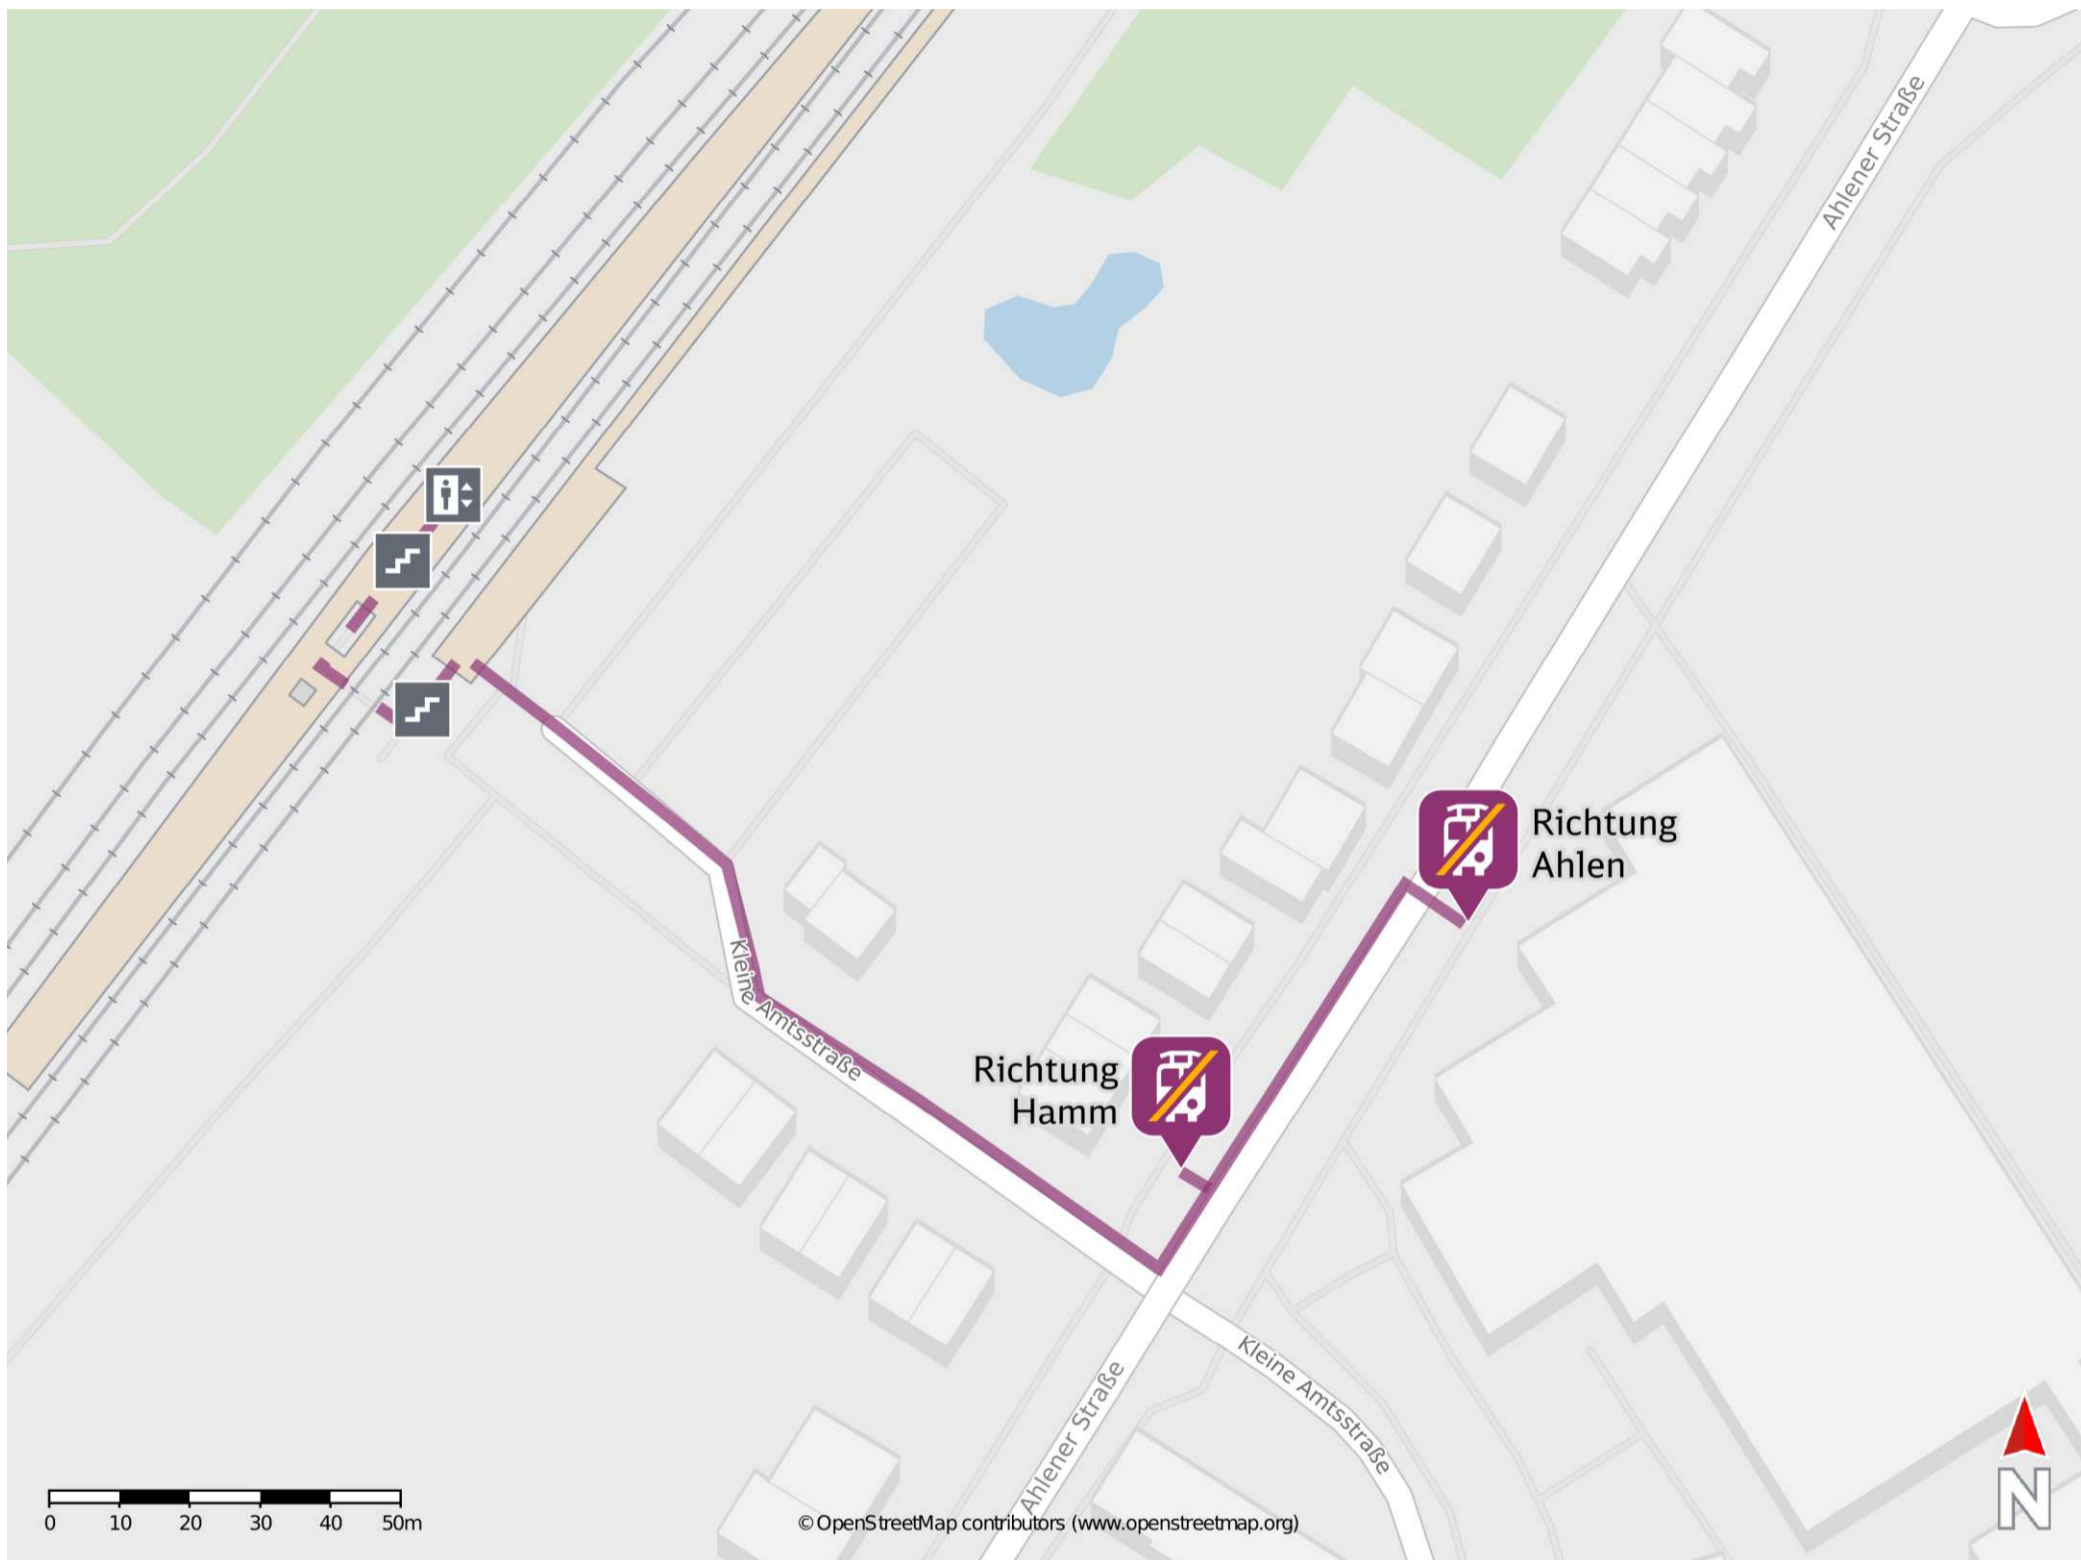 Ahlener Straße
Richtung
Ahlen
Kleine Amtsstraße
Richtung
Hamm
Kleine Amtsstraße
Ahlener Straße
0 10 20 30 40 50m
© OpenStreetMap contributors (www.openstreetmap.org)
N